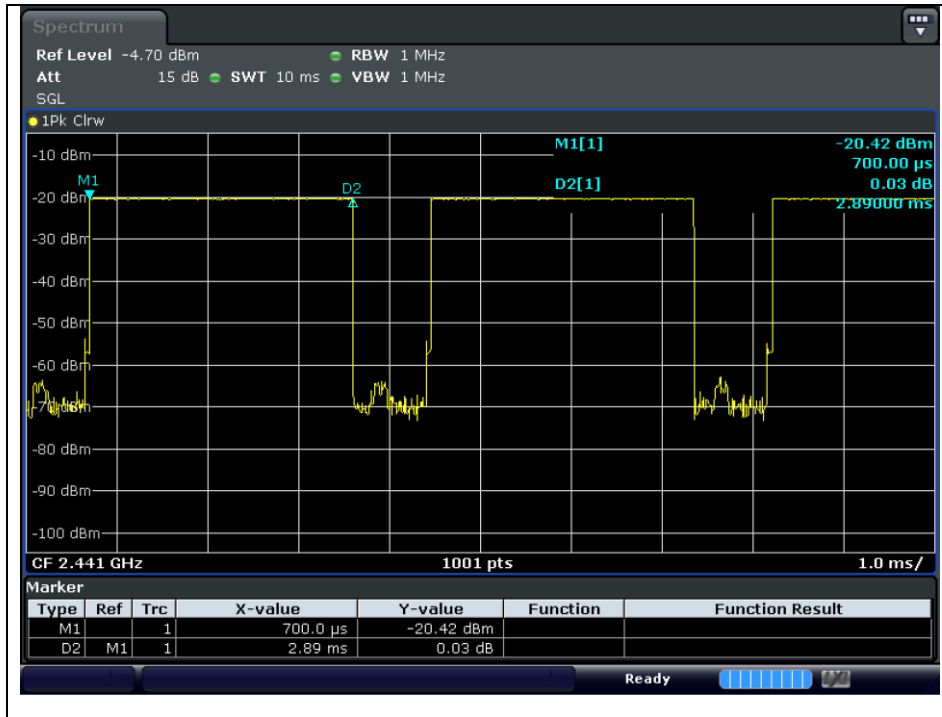 Spectrum
Ref Level -4.70 dBm RBW 1 MHz
Att 15 dB SWT 10 ms VBW 1 MHz
SGL
1Pk Clrw
M1[1] -20.42 dBm
700.00 µs
D2[1] 0.03 dB
2.89000 ms
M1
D2
-10 dBm
-20 dBm
-30 dBm
-40 dBm
-50 dBm
-60 dBm
-70 dBm
-80 dBm
-90 dBm
-100 dBm
CF 2.441 GHz 1001 pts 1.0 ms/
Marker
Type Ref Trc X-value Y-value Function Function Result
M1 1 700.0 µs -20.42 dBm
D2 M1 1 2.89 ms 0.03 dB
Ready